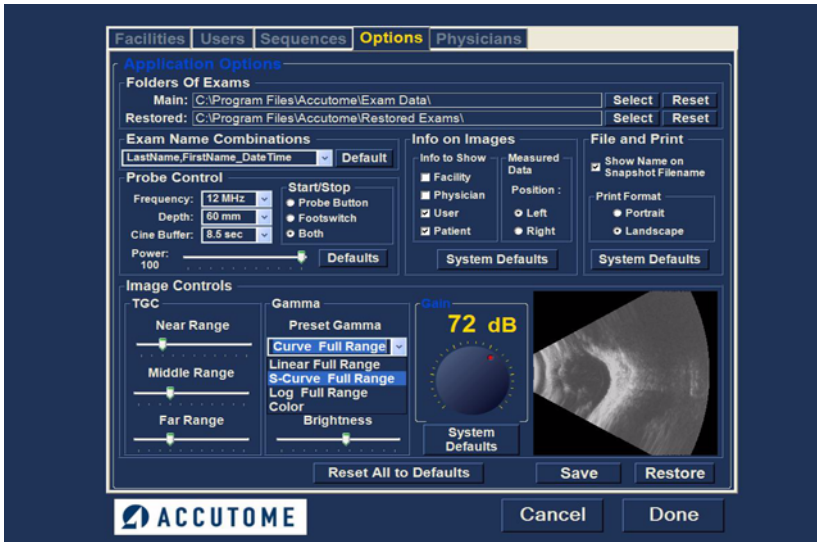 Facilities Users Sequences Options Physicians
Application Options
Folders Of Exams
Main: C:\Program Files\Accutome\Exam Data\ Select Reset
Restored: C:\Program Files\Accutome\Restored Exams\ Select Reset
Exam Name Combinations
LastName,FirstName_DateTime Default
Probe Control
Frequency: 12 MHz
Depth: 60 mm
Cine Buffer: 8.5 sec
Start/Stop
Probe Button
Footswitch
Both
Power:
100
Defaults
Info on Images
Info to Show
Facility
Physician
User
Patient
Measured
Data
Position :
Left
Right
System Defaults
File and Print
Show Name on
Snapshot Filename
Print Format
Portrait
Landscape
System Defaults
Image Controls
TGC
Near Range
Middle Range
Far Range
Gamma
Preset Gamma
Curve Full Range
Linear Full Range
S-Curve Full Range
Log Full Range
Color
Brightness
Gain
72 dB
System
Defaults
Reset All to Defaults Save Restore
ACCUTOME Cancel Done